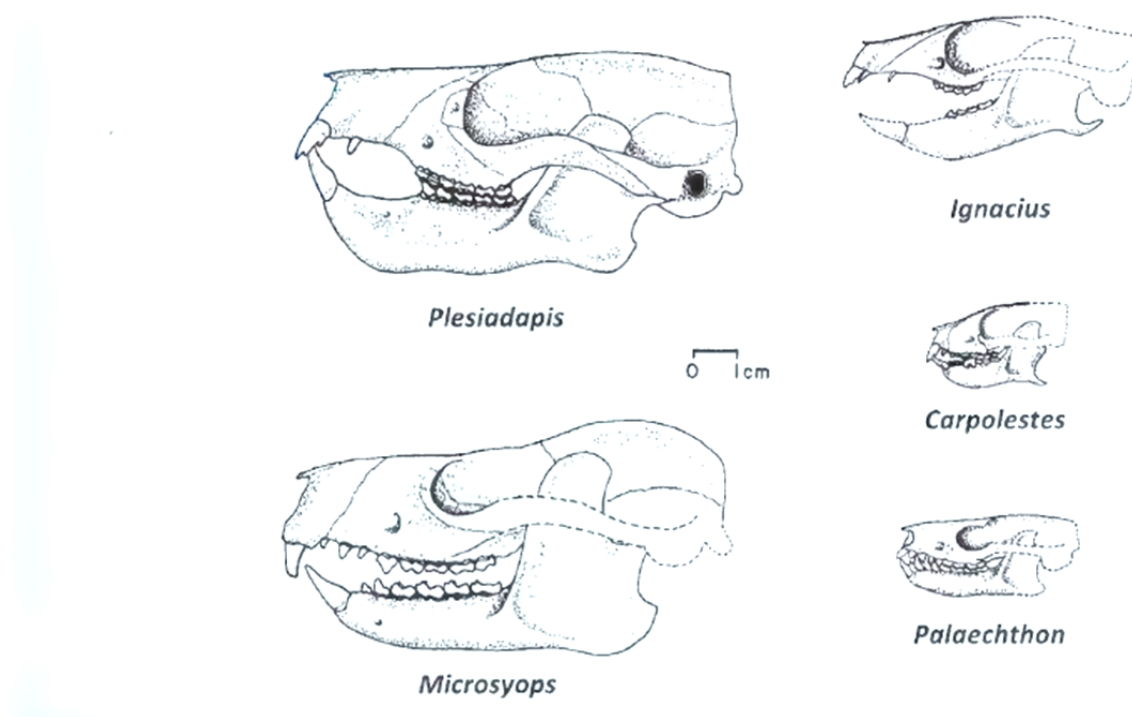 Plesiadapis
Ignacius
0 1cm
Carpolestes
Microsyops
Palaechthon